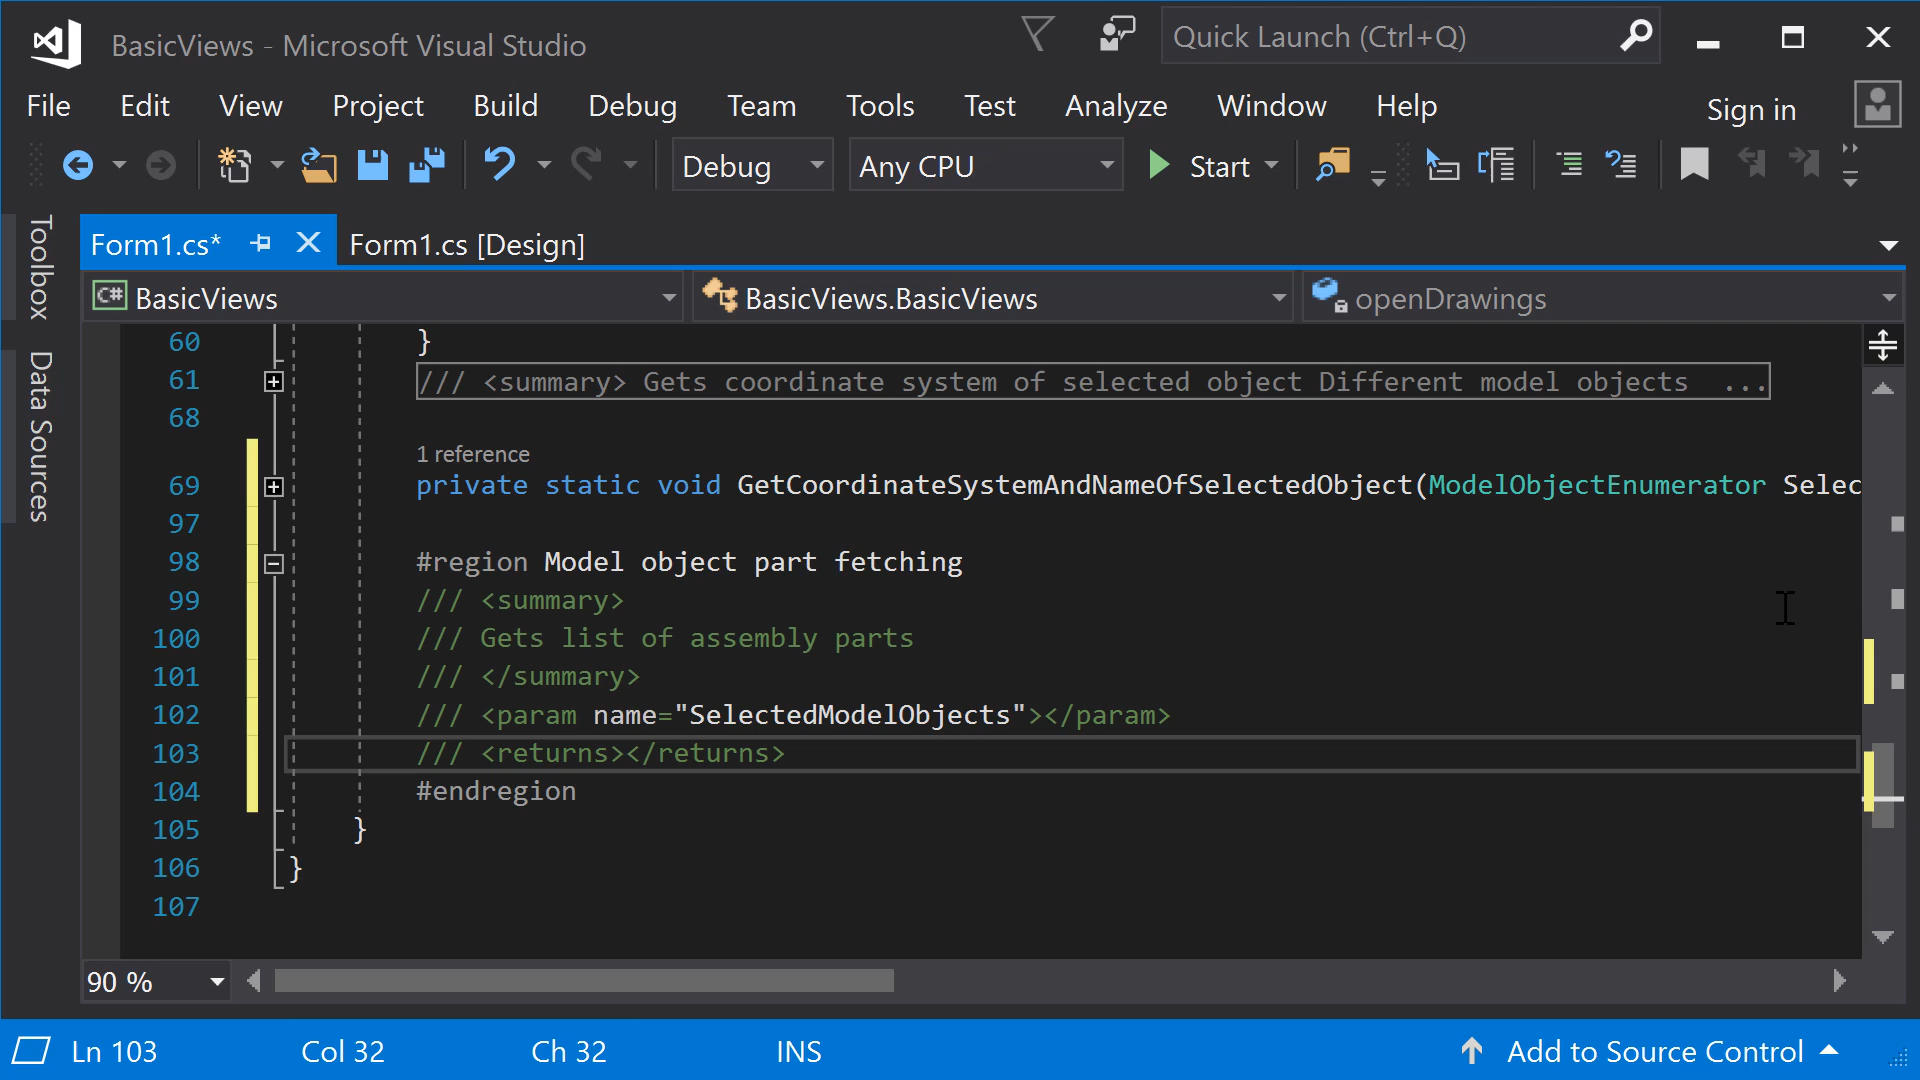 BasicViews - Microsoft Visual Studio
Quick Launch (Ctrl+Q)
File Edit View Project Build Debug Team Tools Test Analyze Window Help Sign in
Debug Any CPU Start
Toolbox
Data Sources
Form1.cs* Form1.cs [Design]
C# BasicViews BasicViews.BasicViews openDrawings
60 }
61 /// <summary> Gets coordinate system of selected object Different model objects ...
68
1 reference
69 private static void GetCoordinateSystemAndNameOfSelectedObject(ModelObjectEnumerator Selec
97
98 #region Model object part fetching
99 /// <summary>
100 /// Gets list of assembly parts
101 /// </summary>
102 /// <param name="SelectedModelObjects"></param>
103 /// <returns></returns>
104 #endregion
105 }
106 }
107
90 %
Ln 103 Col 32 Ch 32 INS Add to Source Control